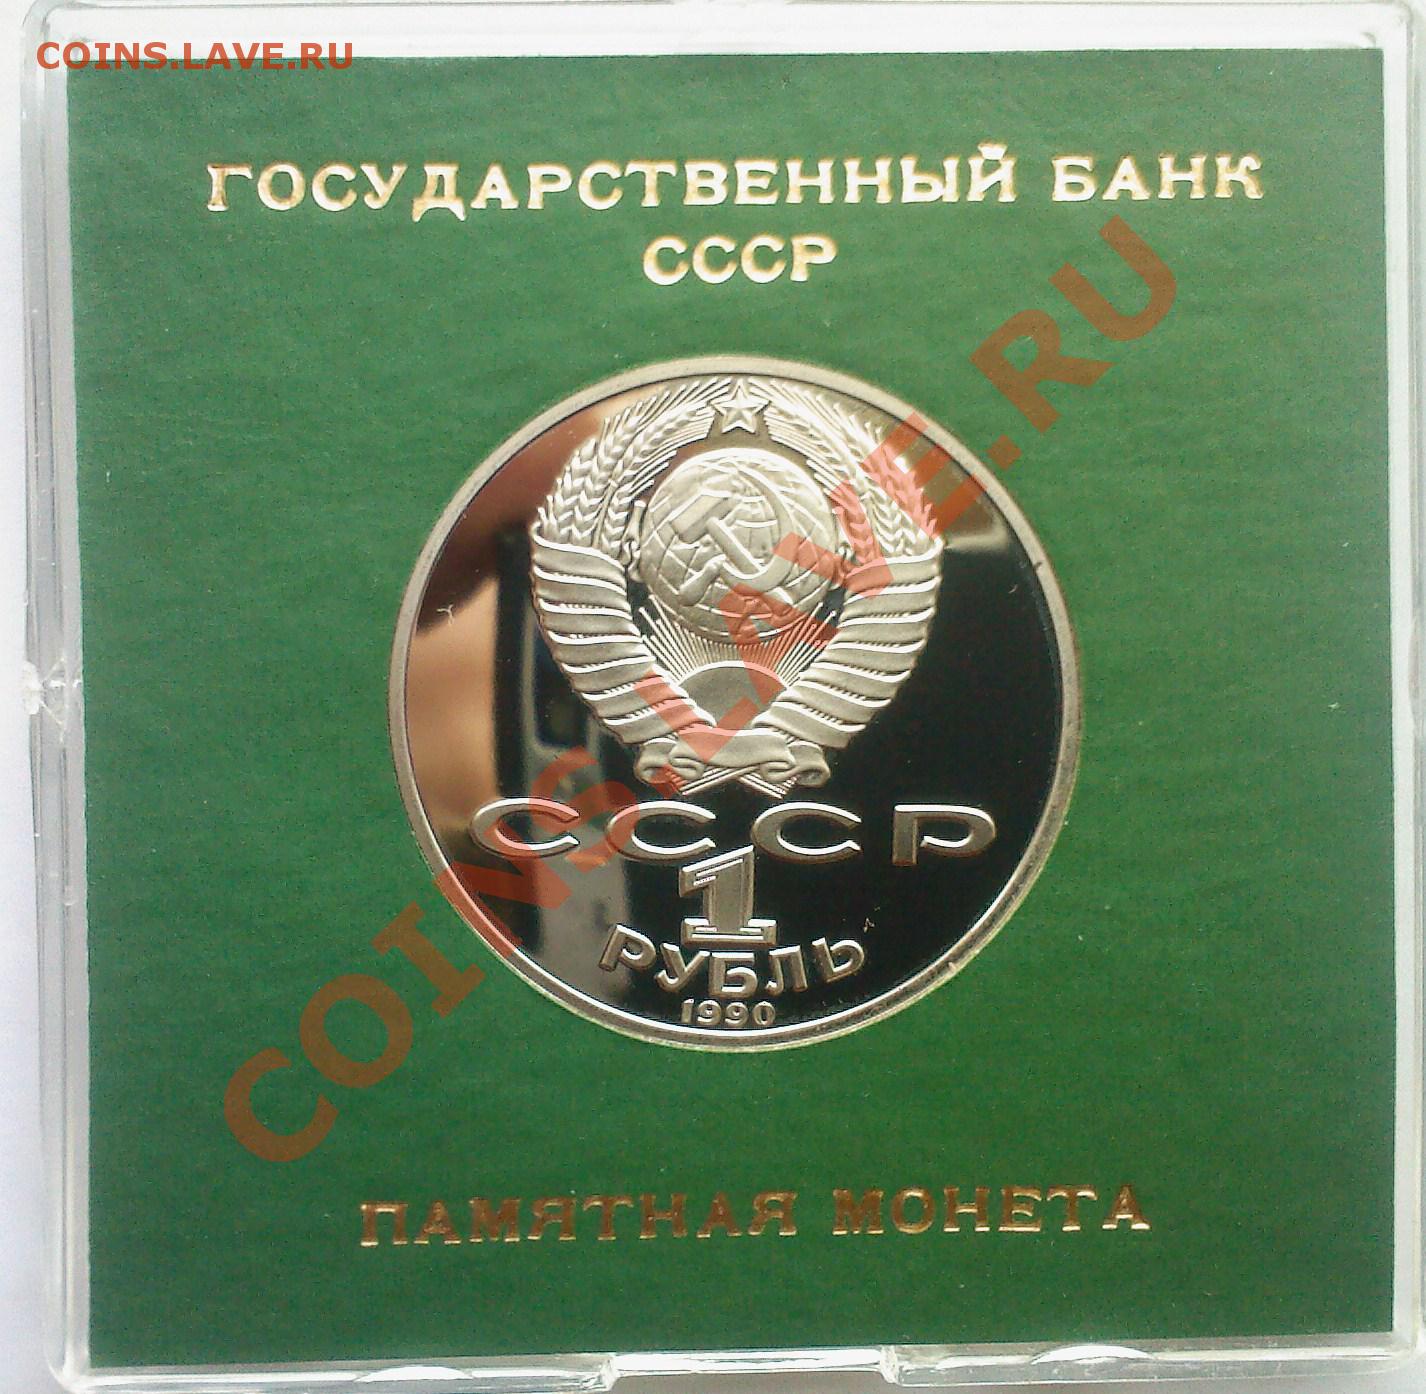 COINS.LAVE.RU
ГОСУДАРСТВЕННЫЙ БАНК
СССР
COINS.LAVE.RU
СССР
1
РУБЛЬ
1990
ПАМЯТНАЯ МОНЕТА